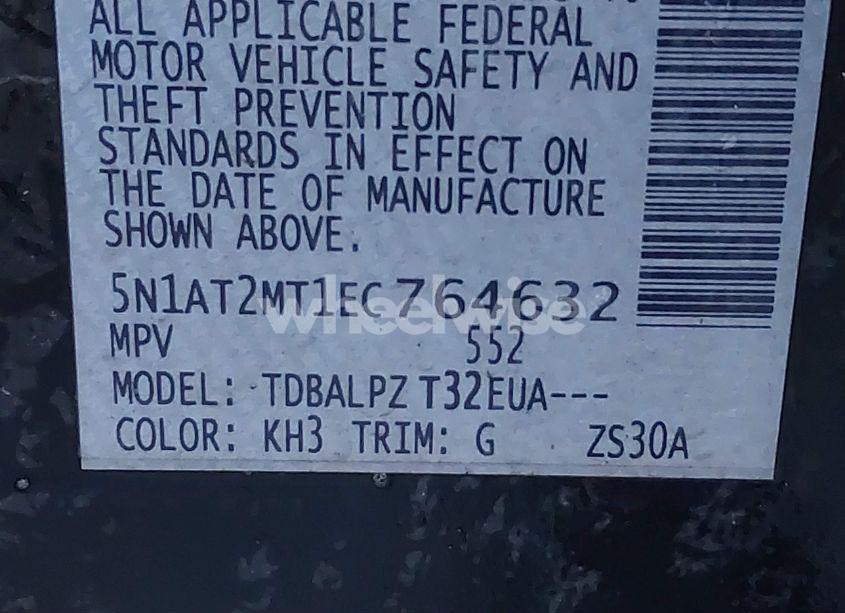 ALL APPLICABLE FEDERAL
MOTOR VEHICLE SAFETY AND
THEFT PREVENTION
STANDARDS IN EFFECT ON
THE DATE OF MANUFACTURE
SHOWN ABOVE.
5N1AT2MT1EC764632
wheelwise
MPV 552
MODEL: TDBALPZ T32EUA---
COLOR: KH3 TRIM: G ZS30A